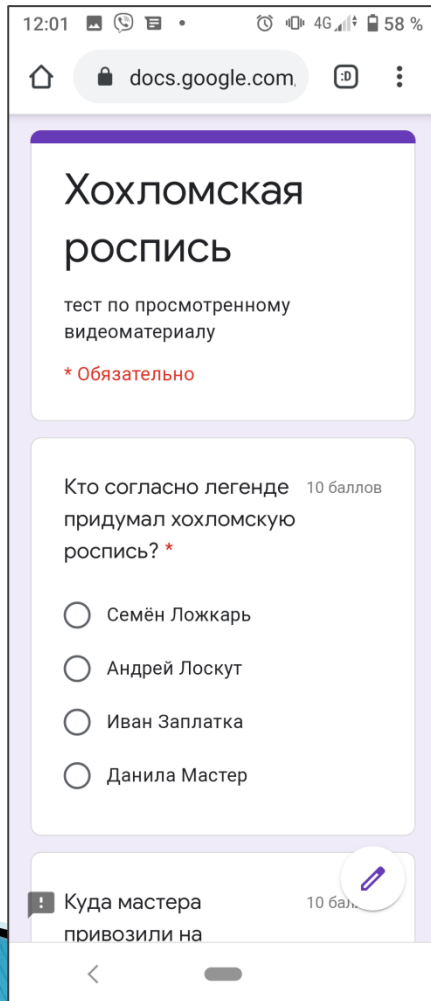 12:01 4G 58 %
docs.google.com :D
Хохломская
роспись
тест по просмотренному
видеоматериалу
* Обязательно
Кто согласно легенде 10 баллов
придумал хохломскую
роспись? *
Семён Ложкарь
Андрей Лоскут
Иван Заплатка
Данила Мастер
Куда мастера 10
привозили на